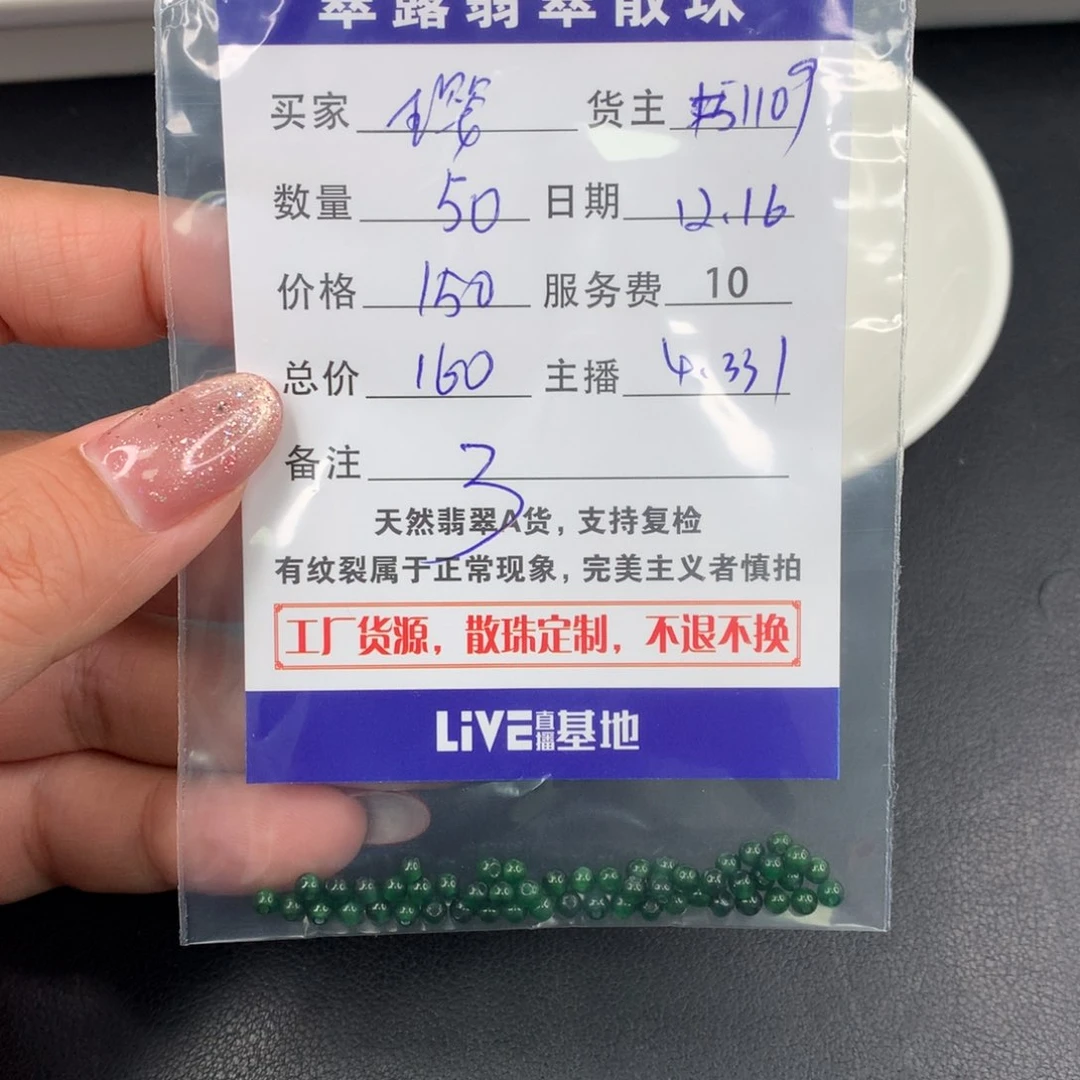 翠露翡翠散珠
买家 货主 1109
数量 50 日期 12.16
价格 150 服务费 10
总价 160 主播 4.331
备注 3
天然翡翠A货，支持复检
有纹裂属于正常现象，完美主义者慎拍
工厂货源，散珠定制，不退不换
LiVE直播基地